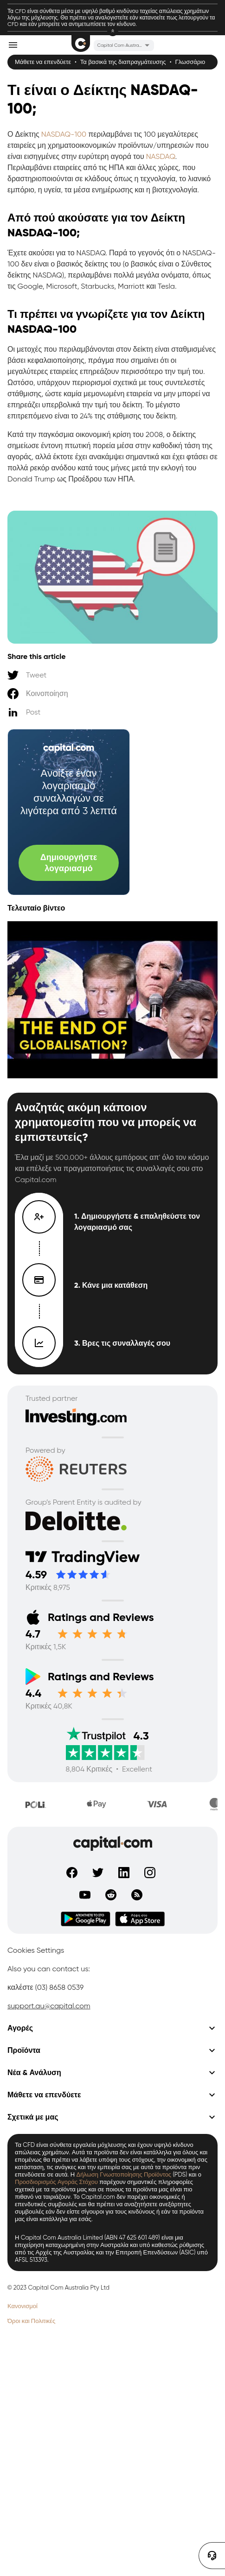 Τα CFD είναι σύνθετα μέσα με υψηλό βαθμό κινδύνου ταχείας απώλειας χρημάτων
λόγω της μόχλευσης. Θα πρέπει να αναλογιστείτε εάν κατανοείτε πως λειτουργούν τα
CFD και εάν μπορείτε να αντιμετωπίσετε τον κίνδυνο.
Capital Com Austra...
Μάθετε να επενδύετε • Τα βασικά της διαπραγμάτευσης • Γλωσσάριο
Τι είναι ο Δείκτης NASDAQ-
100;
Ο Δείκτης NASDAQ-100 περιλαμβάνει τις 100 μεγαλύτερες
εταιρείες μη χρηματοοικονομικών προϊόντων/υπηρεσιών που
είναι εισηγμένες στην ευρύτερη αγορά του NASDAQ.
Περιλαμβάνει εταιρείες από τις ΗΠΑ και άλλες χώρες, που
εκπροσωπούν διάφορους κλάδους όπως το λιανικό εμπόριο, η
τεχνολογία, η υγεία, τα μέσα ενημέρωσης και η βιοτεχνολογία.
Από πού ακούσατε για τον Δείκτη
NASDAQ-100;
Έχετε ακούσει για το NASDAQ. Παρά το γεγονός ότι ο NASDAQ-
100 δεν είναι ο βασικός δείκτης του (ο βασικός είναι ο Σύνθετος
δείκτης NASDAQ), περιλαμβάνει πολλά μεγάλα ονόματα, όπως
τις Google, Microsoft, Starbucks, Marriott και Tesla.
Τι πρέπει να γνωρίζετε για τον Δείκτη
NASDAQ-100
Οι μετοχές που περιλαμβάνονται στον δείκτη είναι σταθμισμένες
βάσει κεφαλαιοποίησης, πράγμα που σημαίνει ότι οι
μεγαλύτερες εταιρείες επηρεάζουν περισσότερο την τιμή του.
Ωστόσο, υπάρχουν περιορισμοί σχετικά με τους συντελεστές
στάθμισης, ώστε καμία μεμονωμένη εταιρεία να μην μπορεί να
επηρεάζει υπερβολικά την τιμή του δείκτη. Το μέγιστο
επιτρεπόμενο είναι το 24% της στάθμισης του δείκτη.
Κατά την παγκόσμια οικονομική κρίση του 2008, ο δείκτης
σημείωσε έντονη πτωτική πορεία μέσα στην καθοδική τάση της
αγοράς, αλλά έκτοτε έχει ανακάμψει σταθερά και έχει φτάσει σε
πολλά ρεκόρ ανόδου κατά τους μήνες μετά την εκλογή του
Donald Trump ως Προέδρου των ΗΠΑ.
Share this article
Tweet
Κοινοποίηση
Post
capital.com
Ανοίξτε έναν
λογαριασμό
συναλλαγών σε
λιγότερα από 3 λεπτά
Δημιουργήστε
λογαριασμό
Τελευταίο βίντεο
THE END OF
GLOBALISATION?
Αναζητάς ακόμη κάποιον
χρηματομεσίτη που να μπορείς να
εμπιστευτείς?
Έλα μαζί με 500.000+ άλλους εμπόρους απ' όλο τον κόσμο
και επέλεξε να πραγματοποιήσεις τις συναλλαγές σου στο
Capital.com
1. Δημιουργήστε & επαληθεύστε τον
λογαριασμό σας
2. Κάνε μια κατάθεση
3. Βρες τις συναλλαγές σου
Trusted partner
Investing.com
Powered by
REUTERS
Group's Parent Entity is audited by
Deloitte.
TradingView
4.59
Κριτικές 8,975
Ratings and Reviews
4.7
Κριτικές 1,5K
Ratings and Reviews
4.4
Κριτικές 40,8K
Trustpilot 4.3
8,804 Κριτικές • Excellent
POLi
Apple Pay
VISA
capital.com
Google Play
App Store
Cookies Settings
Also you can contact us:
καλέστε (03) 8658 0539
support.au@capital.com
Αγορές
Προϊόντα
Νέα & Ανάλυση
Μάθετε να επενδύετε
Σχετικά με μας
Τα CFD είναι σύνθετα εργαλεία μόχλευσης και έχουν υψηλό κίνδυνο
απώλειας χρημάτων. Αυτά τα προϊόντα δεν είναι κατάλληλα για όλους και
επομένως θα πρέπει να λάβετε υπόψη τους στόχους, την οικονομική σας
κατάσταση, τις ανάγκες και την εμπειρία σας με αυτά τα προϊόντα πριν
επενδύσετε σε αυτά. Η Δήλωση Γνωστοποίησης Προϊόντος (PDS) και ο
Προσδιορισμός Αγοράς Στόχου παρέχουν σημαντικές πληροφορίες
σχετικά με τα προϊόντα μας και σε ποιους τα προϊόντα μας είναι
πιθανό να ταιριάζουν. Το Capital.com δεν παρέχει οικονομικές ή
επενδυτικές συμβουλές και θα πρέπει να αναζητήσετε ανεξάρτητες
συμβουλές εάν δεν είστε σίγουροι για τους κινδύνους ή εάν τα προϊόντα
μας είναι κατάλληλα για εσάς.
Η Capital Com Australia Limited (ABN 47 625 601 489) είναι μια
επιχείρηση καταχωρημένη στην Αυστραλία και υπό καθεστώς ρύθμισης
από τις Αρχές της Αυστραλίας και την Επιτροπή Επενδύσεων (ASIC) υπό
AFSL 513393.
© 2023 Capital Com Australia Pty Ltd
Κανονισμοί
Όροι και Πολιτικές